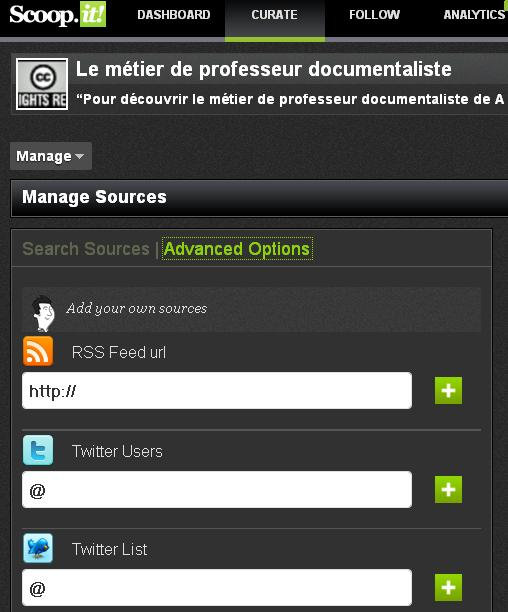 Scoop.it! DASHBOARD CURATE FOLLOW ANALYTICS
Le métier de professeur documentaliste
“Pour découvrir le métier de professeur documentaliste de A
cc
IGHTS RE
Manage
Manage Sources
Search Sources | Advanced Options
Add your own sources
RSS Feed url
http://
+
Twitter Users
@
+
Twitter List
@
+